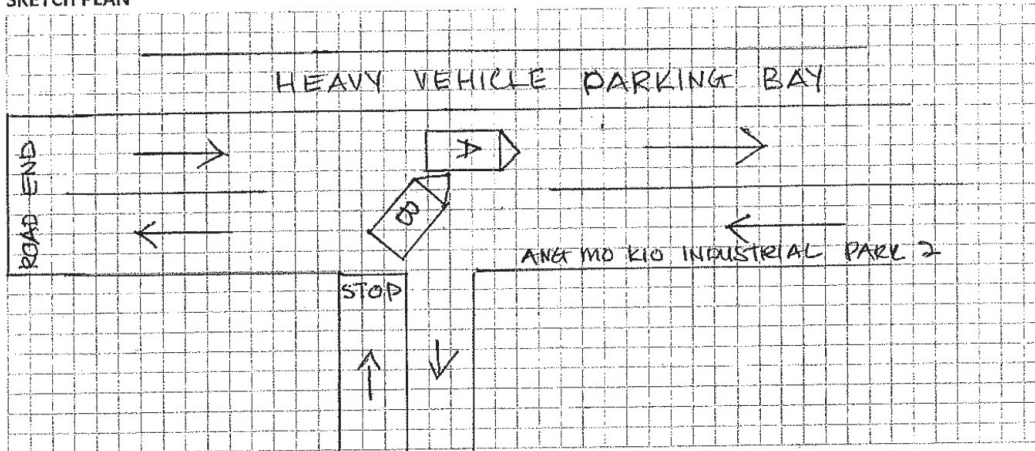 SKETCH PLAN
HEAVY VEHICLE PARKING BAY
ROAD END
A
B
ANG MO KIO INDUSTRIAL PARK 2
STOP